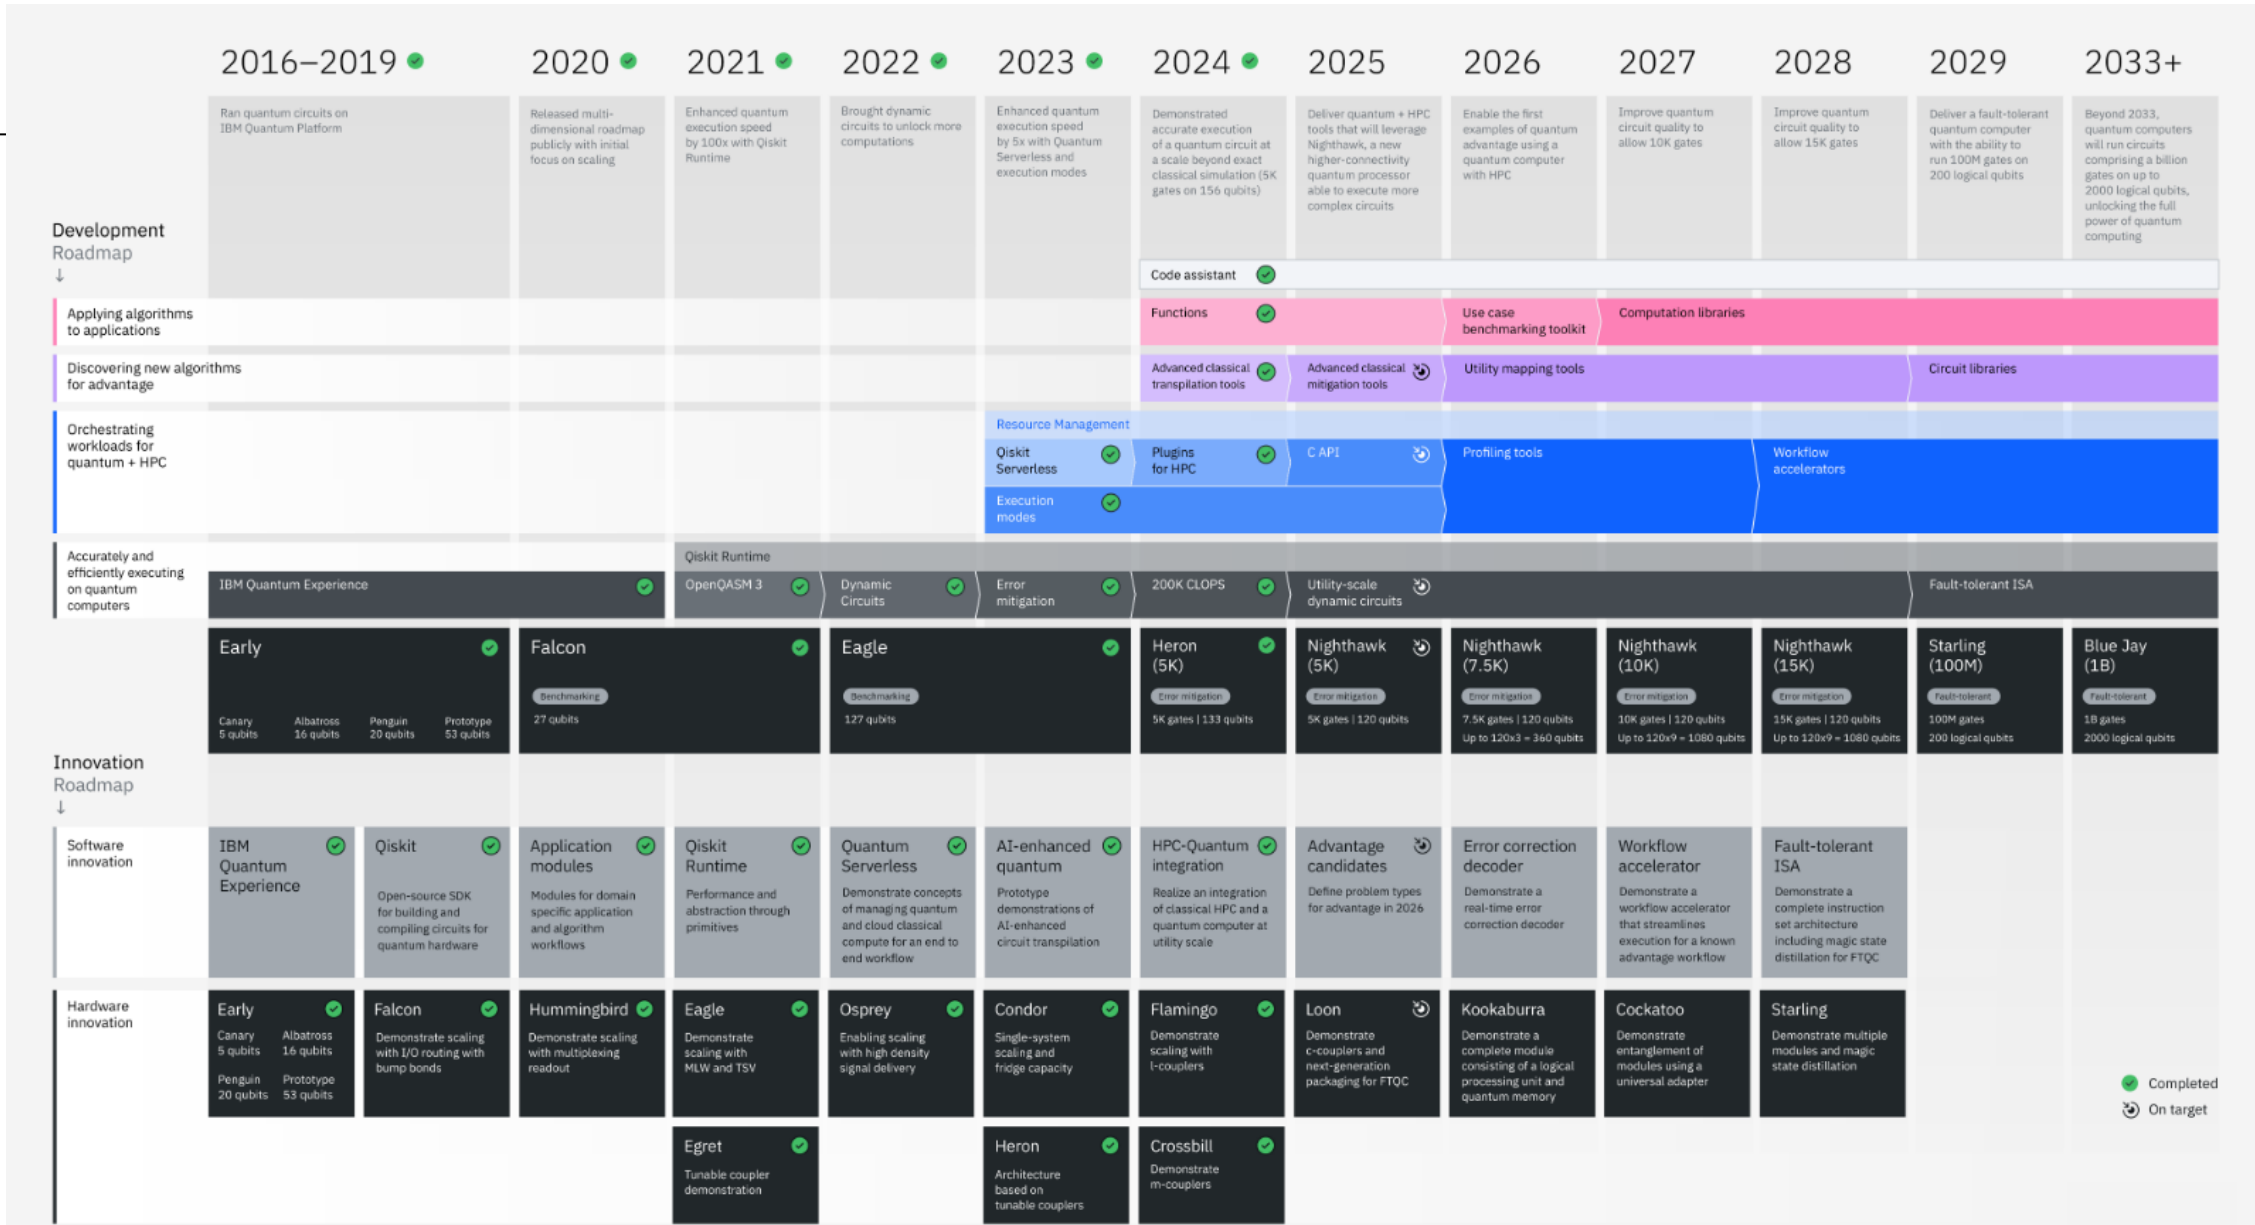 2016–2019
2020
2021
2022
2023
2024
2025
2026
2027
2028
2029
2033+
Ran quantum circuits on
IBM Quantum Platform
Released multi-
dimensional roadmap
publicly with initial
focus on scaling
Enhanced quantum
execution speed
by 100x with Qiskit
Runtime
Brought dynamic
circuits to unlock more
computations
Enhanced quantum
execution speed
by 5x with Quantum
Serverless and
execution modes
Demonstrated
accurate execution
of a quantum circuit at
a scale beyond exact
classical simulation (5K
gates on 156 qubits)
Deliver quantum + HPC
tools that will leverage
Nighthawk, a new
higher-connectivity
quantum processor
able to execute more
complex circuits
Enable the first
examples of quantum
advantage using a
quantum computer
with HPC
Improve quantum
circuit quality to
allow 10K gates
Improve quantum
circuit quality to
allow 15K gates
Deliver a fault-tolerant
quantum computer
with the ability to
run 100M gates on
200 logical qubits
Beyond 2033,
quantum computers
will run circuits
comprising a billion
gates on up to
2000 logical qubits,
unlocking the full
power of quantum
computing
Development
Roadmap
↓
Code assistant
Applying algorithms
to applications
Functions
Use case
benchmarking toolkit
Computation libraries
Discovering new algorithms
for advantage
Advanced classical
transpilation tools
Advanced classical
mitigation tools
Utility mapping tools
Circuit libraries
Orchestrating
workloads for
quantum + HPC
Resource Management
Qiskit
Serverless
Plugins
for HPC
C API
Profiling tools
Workflow
accelerators
Execution
modes
Accurately and
efficiently executing
on quantum
computers
Qiskit Runtime
IBM Quantum Experience
OpenQASM 3
Dynamic
Circuits
Error
mitigation
200K CLOPS
Utility-scale
dynamic circuits
Fault-tolerant ISA
Early
Canary
5 qubits
Albatross
16 qubits
Penguin
20 qubits
Prototype
53 qubits
Falcon
Benchmarking
27 qubits
Eagle
Benchmarking
127 qubits
Heron
(5K)
Error mitigation
5K gates | 133 qubits
Nighthawk
(5K)
Error mitigation
5K gates | 120 qubits
Nighthawk
(7.5K)
Error mitigation
7.5K gates | 120 qubits
Up to 120x3 = 360 qubits
Nighthawk
(10K)
Error mitigation
10K gates | 120 qubits
Up to 120x9 = 1080 qubits
Nighthawk
(15K)
Error mitigation
15K gates | 120 qubits
Up to 120x9 = 1080 qubits
Starling
(100M)
Fault-tolerant
100M gates
200 logical qubits
Blue Jay
(1B)
Fault-tolerant
1B gates
2000 logical qubits
Innovation
Roadmap
↓
Software
innovation
IBM
Quantum
Experience
Qiskit
Open-source SDK
for building and
compiling circuits for
quantum hardware
Application
modules
Modules for domain
specific application
and algorithm
workflows
Qiskit
Runtime
Performance and
abstraction through
primitives
Quantum
Serverless
Demonstrate concepts
of managing quantum
and cloud classical
compute for an end to
end workflow
AI-enhanced
quantum
Prototype
demonstrations of
AI-enhanced
circuit transpilation
HPC-Quantum
integration
Realize an integration
of classical HPC and a
quantum computer at
utility scale
Advantage
candidates
Define problem types
for advantage in 2026
Error correction
decoder
Demonstrate a
real-time error
correction decoder
Workflow
accelerator
Demonstrate a
workflow accelerator
that streamlines
execution for a known
advantage workflow
Fault-tolerant
ISA
Demonstrate a
complete instruction
set architecture
including magic state
distillation for FTQC
Hardware
innovation
Early
Canary
5 qubits
Albatross
16 qubits
Penguin
20 qubits
Prototype
53 qubits
Falcon
Demonstrate scaling
with I/O routing with
bump bonds
Hummingbird
Demonstrate scaling
with multiplexing
readout
Eagle
Demonstrate
scaling with
MLW and TSV
Osprey
Enabling scaling
with high density
signal delivery
Condor
Single-system
scaling and
fridge capacity
Flamingo
Demonstrate
scaling with
l-couplers
Loon
Demonstrate
c-couplers and
next-generation
packaging for FTQC
Kookaburra
Demonstrate a
complete module
consisting of a logical
processing unit and
quantum memory
Cockatoo
Demonstrate
entanglement of
modules using a
universal adapter
Starling
Demonstrate multiple
modules and magic
state distillation
Egret
Tunable coupler
demonstration
Heron
Architecture
based on
tunable couplers
Crossbill
Demonstrate
m-couplers
Completed
On target